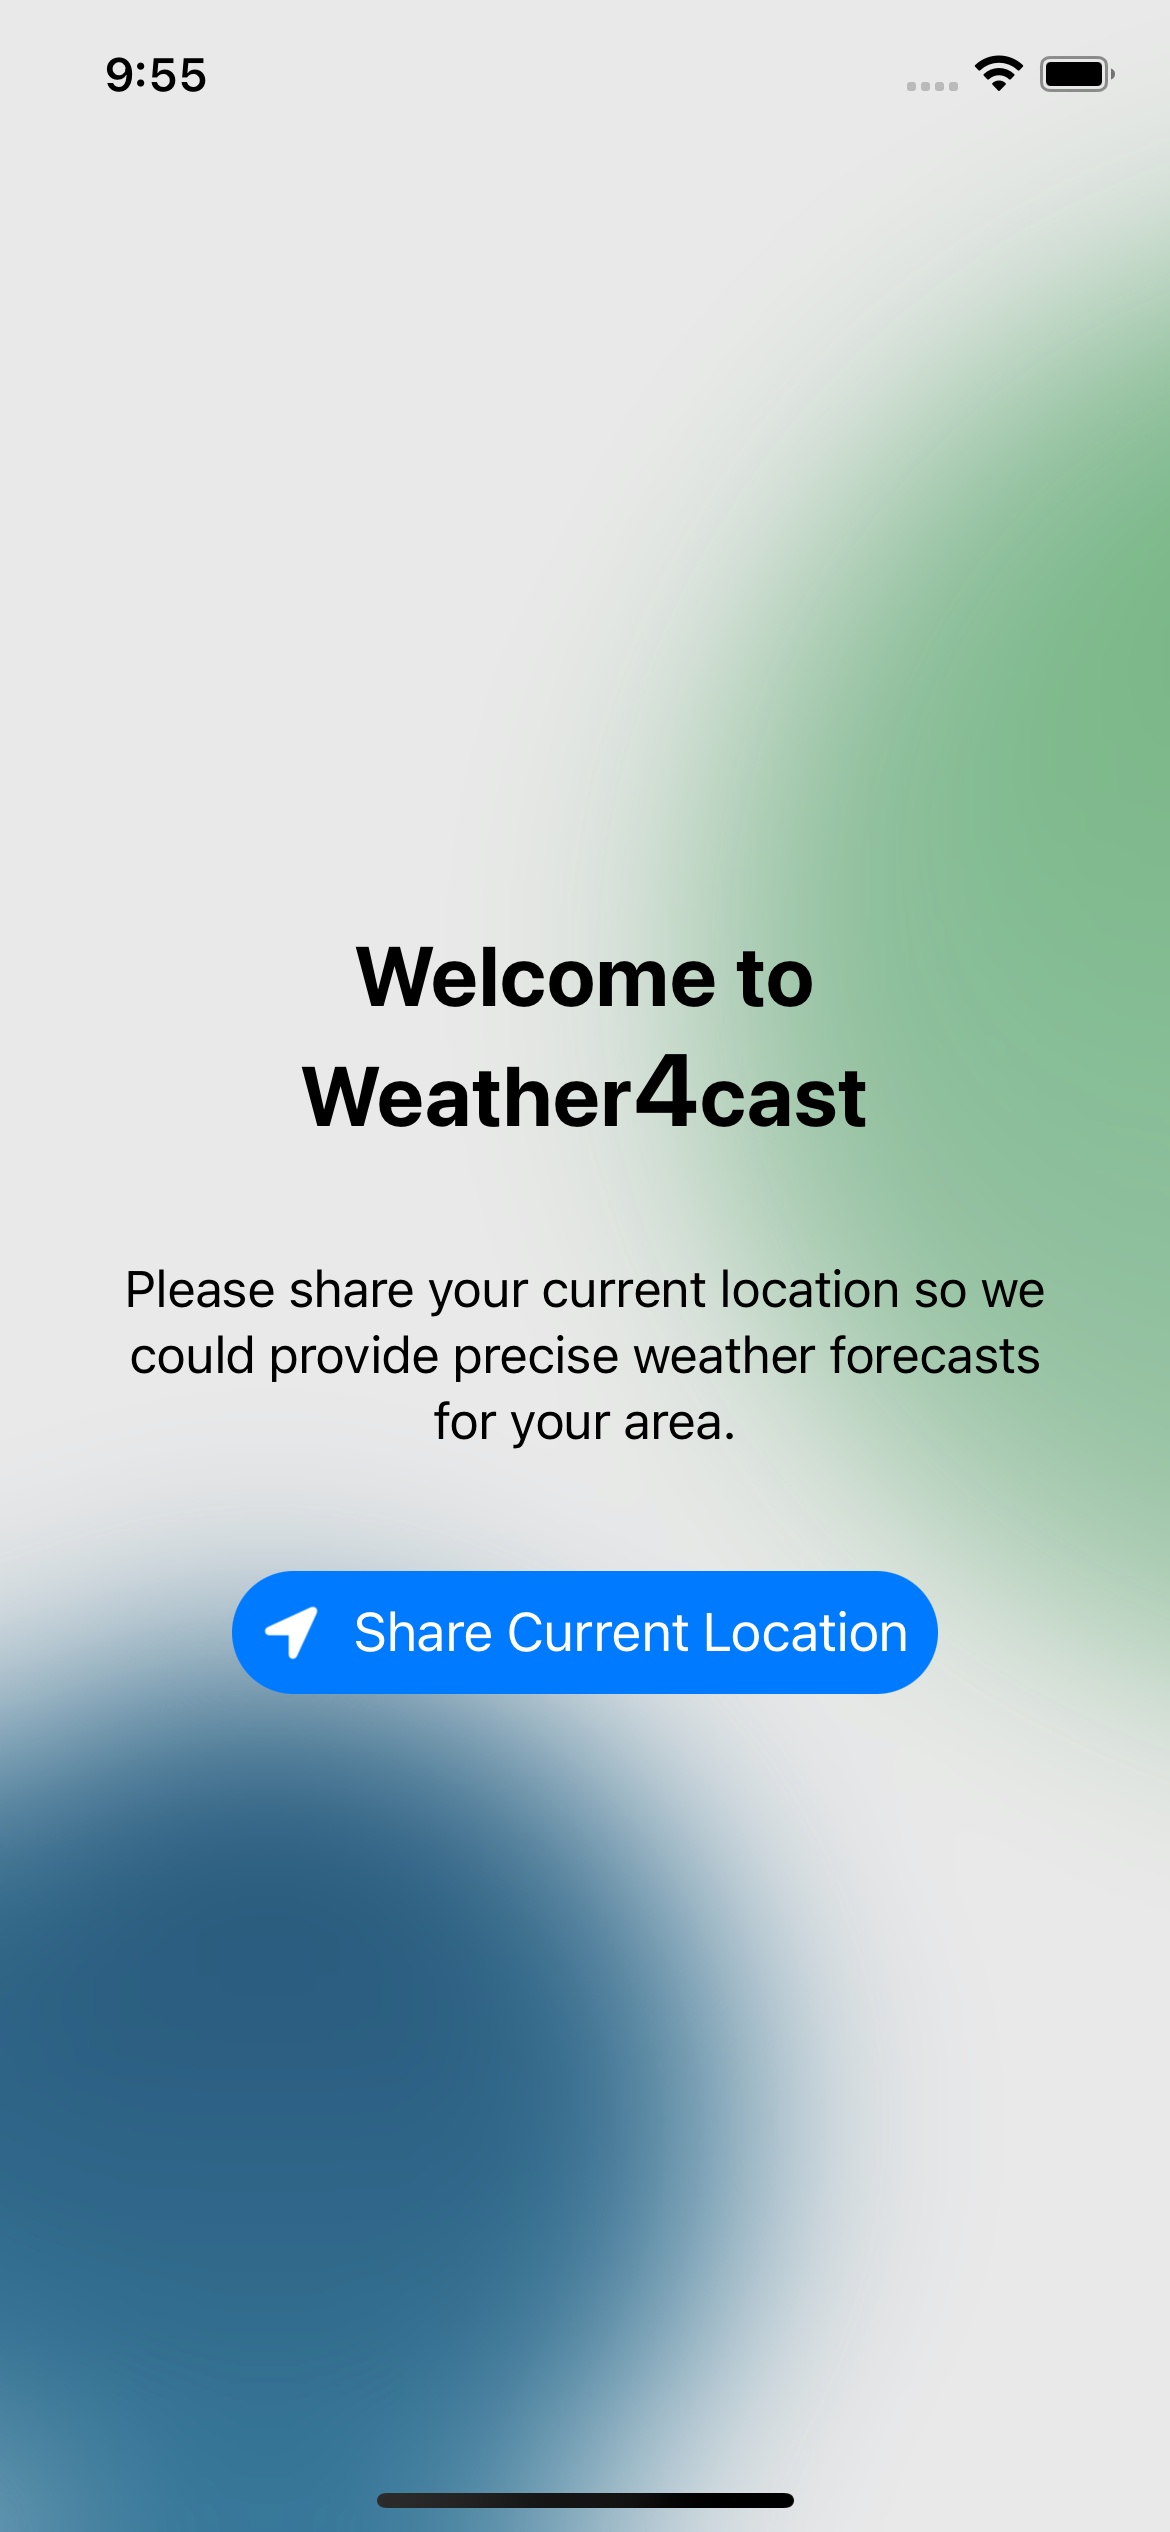 9:55
Welcome to
Weather4cast
Please share your current location so we
could provide precise weather forecasts
for your area.
Share Current Location